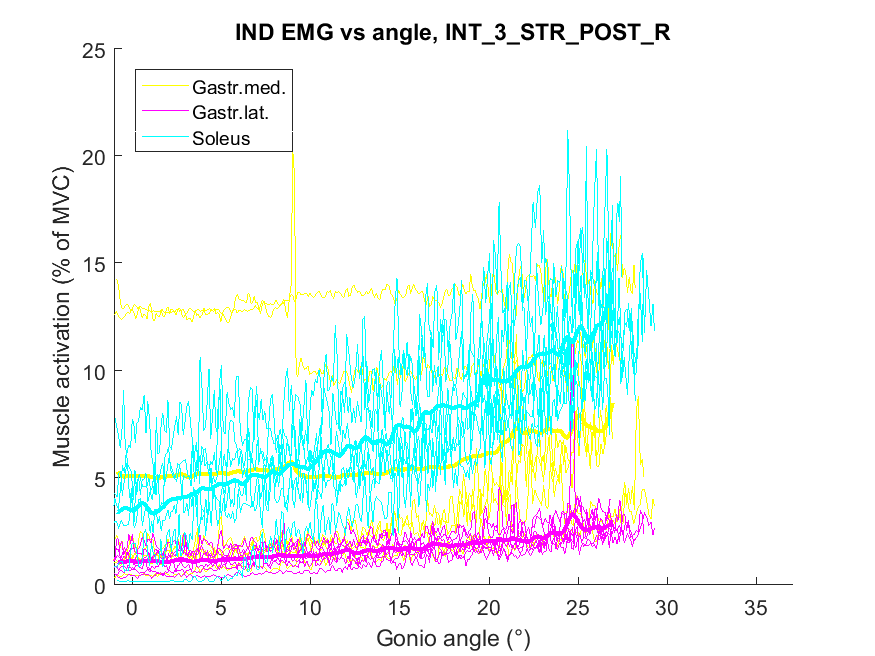 IND EMG vs angle, INT_3_STR_POST_R
25
20
15
10
5
0
Muscle activation (% of MVC)
Gastr.med.
Gastr.lat.
Soleus
0 5 10 15 20 25 30 35
Gonio angle (°)